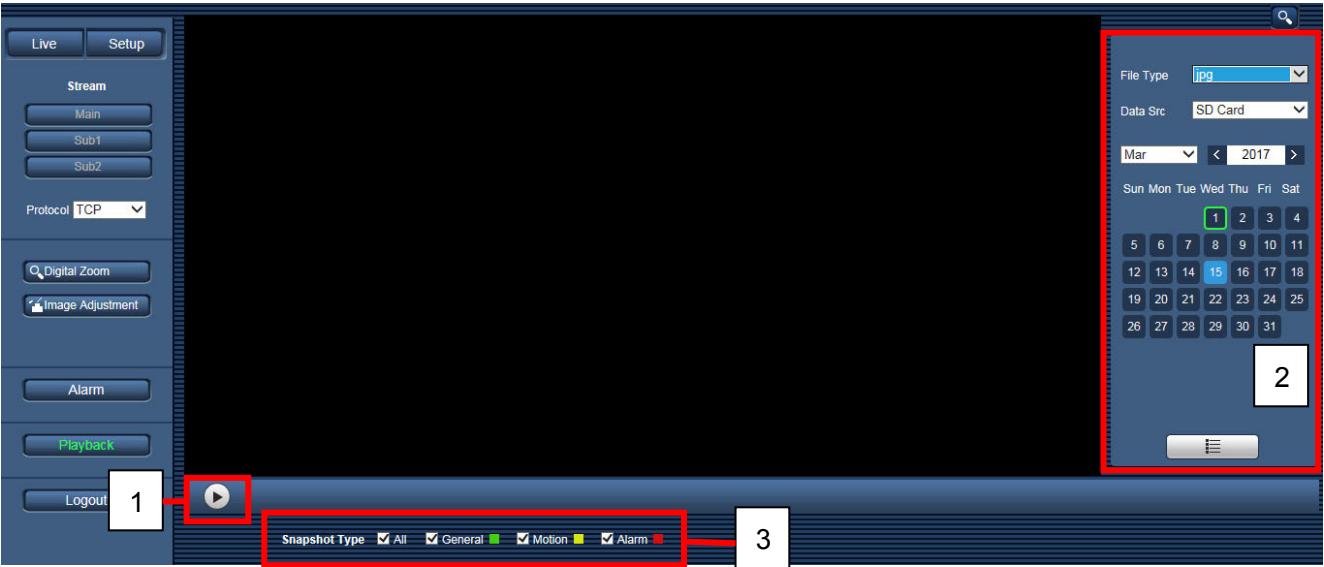 Live Setup
Stream
Main
Sub1
Sub2
Protocol TCP
Digital Zoom
Image Adjustment
Alarm
Playback
Logout
1
File Type jpg
Data Src SD Card
Mar 2017
Sun Mon Tue Wed Thu Fri Sat
1 2 3 4
5 6 7 8 9 10 11
12 13 14 15 16 17 18
19 20 21 22 23 24 25
26 27 28 29 30 31
2
Snapshot Type All General Motion Alarm
3